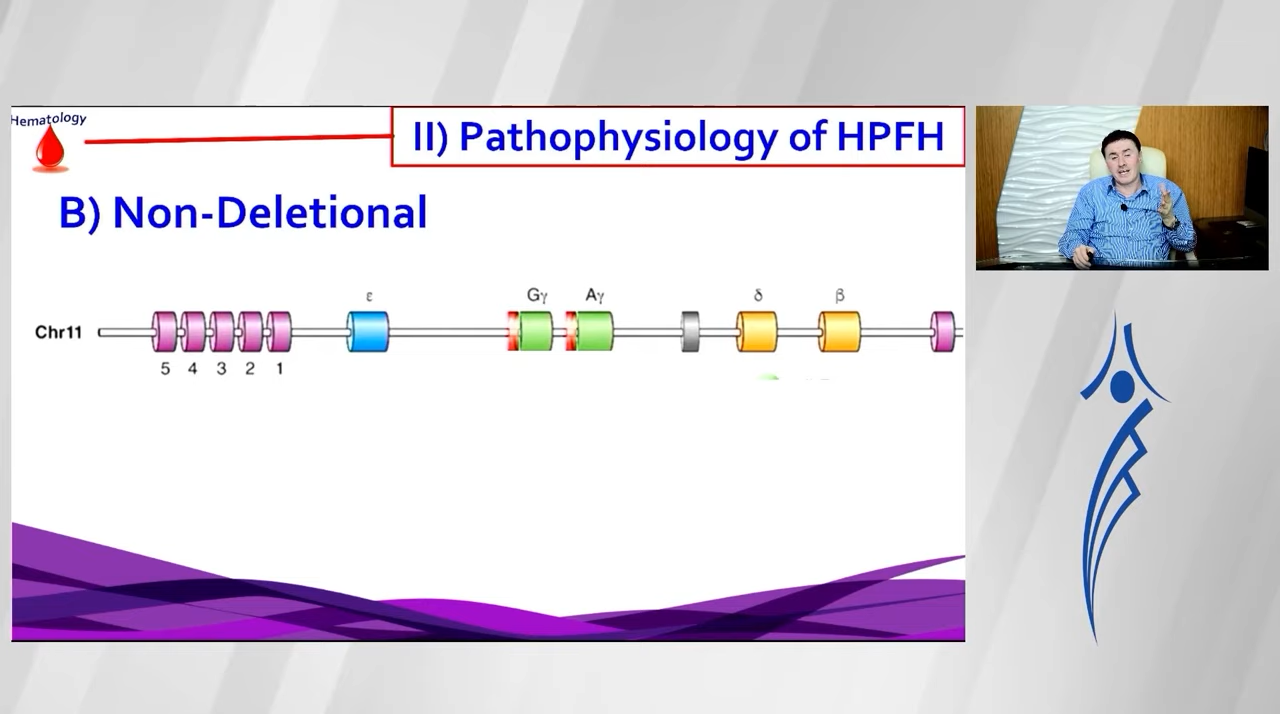 Hematology
II) Pathophysiology of HPFH
B) Non-Deletional
ε Gγ Aγ δ β
Chr11
5 4 3 2 1